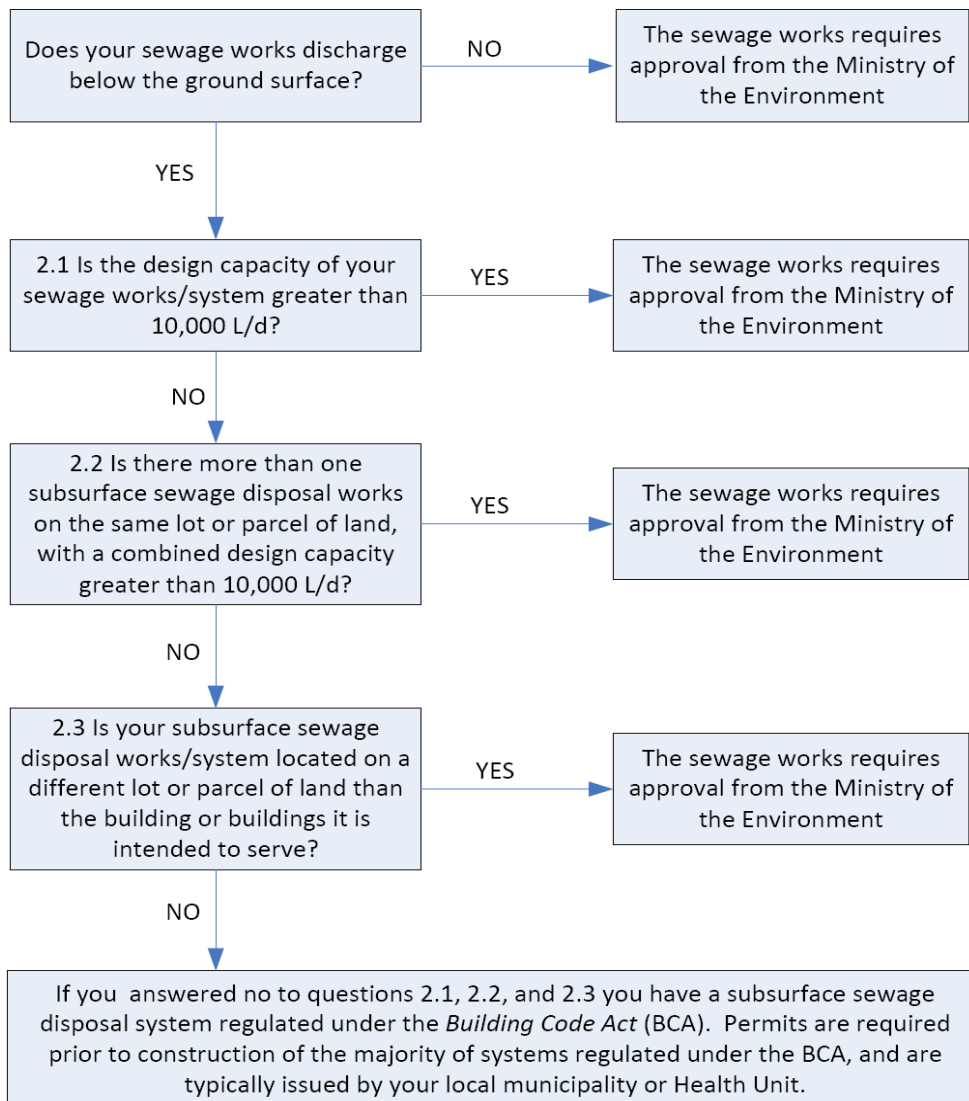 Does your sewage works discharge
below the ground surface?
NO
The sewage works requires
approval from the Ministry of
the Environment
YES
2.1 Is the design capacity of your
sewage works/system greater than
10,000 L/d?
YES
The sewage works requires
approval from the Ministry of
the Environment
NO
2.2 Is there more than one
subsurface sewage disposal works
on the same lot or parcel of land,
with a combined design capacity
greater than 10,000 L/d?
YES
The sewage works requires
approval from the Ministry of
the Environment
NO
2.3 Is your subsurface sewage
disposal works/system located on a
different lot or parcel of land than
the building or buildings it is
intended to serve?
YES
The sewage works requires
approval from the Ministry of
the Environment
NO
If you  answered no to questions 2.1, 2.2, and 2.3 you have a subsurface sewage
disposal system regulated under the Building Code Act (BCA).  Permits are required
prior to construction of the majority of systems regulated under the BCA, and are
typically issued by your local municipality or Health Unit.